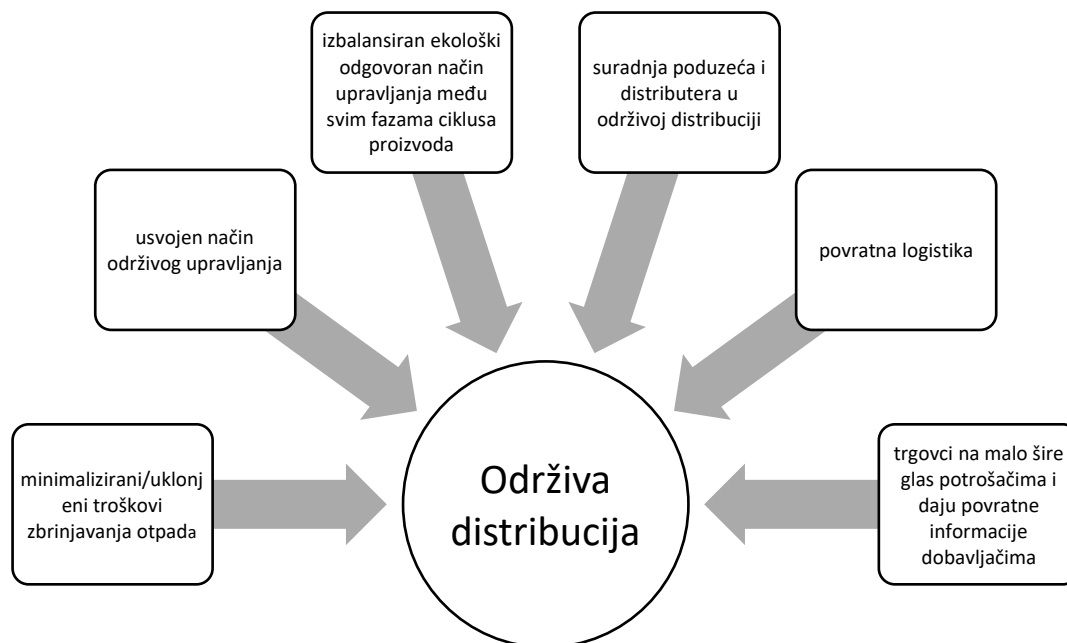 izbalansiran ekološki
odgovoran način
upravljanja među
svim fazama ciklusa
proizvoda
suradnja poduzeća i
distributera u
održivoj distribuciji
usvojen način
održivog upravljanja
povratna logistika
minimalizirani/uklonj
eni troškovi
zbrinjavanja otpada
trgovci na malo šire
glas potrošačima i
daju povratne
informacije
dobavljačima
Održiva
distribucija